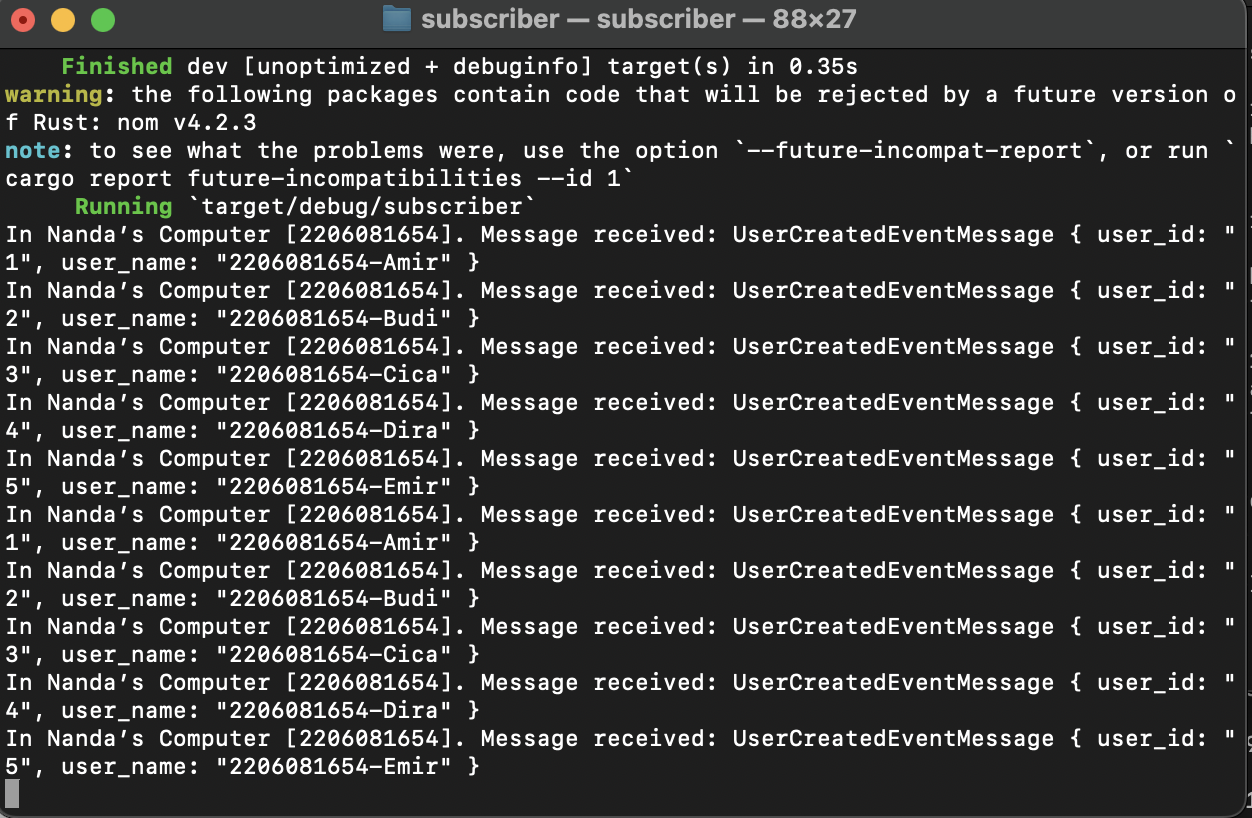 subscriber — subscriber — 88×27
Finished dev [unoptimized + debuginfo] target(s) in 0.35s
warning: the following packages contain code that will be rejected by a future version o
f Rust: nom v4.2.3
note: to see what the problems were, use the option `--future-incompat-report`, or run `
cargo report future-incompatibilities --id 1`
Running `target/debug/subscriber`
In Nanda’s Computer [2206081654]. Message received: UserCreatedEventMessage { user_id: "
1", user_name: "2206081654-Amir" }
In Nanda’s Computer [2206081654]. Message received: UserCreatedEventMessage { user_id: "
2", user_name: "2206081654-Budi" }
In Nanda’s Computer [2206081654]. Message received: UserCreatedEventMessage { user_id: "
3", user_name: "2206081654-Cica" }
In Nanda’s Computer [2206081654]. Message received: UserCreatedEventMessage { user_id: "
4", user_name: "2206081654-Dira" }
In Nanda’s Computer [2206081654]. Message received: UserCreatedEventMessage { user_id: "
5", user_name: "2206081654-Emir" }
In Nanda’s Computer [2206081654]. Message received: UserCreatedEventMessage { user_id: "
1", user_name: "2206081654-Amir" }
In Nanda’s Computer [2206081654]. Message received: UserCreatedEventMessage { user_id: "
2", user_name: "2206081654-Budi" }
In Nanda’s Computer [2206081654]. Message received: UserCreatedEventMessage { user_id: "
3", user_name: "2206081654-Cica" }
In Nanda’s Computer [2206081654]. Message received: UserCreatedEventMessage { user_id: "
4", user_name: "2206081654-Dira" }
In Nanda’s Computer [2206081654]. Message received: UserCreatedEventMessage { user_id: "
5", user_name: "2206081654-Emir" }